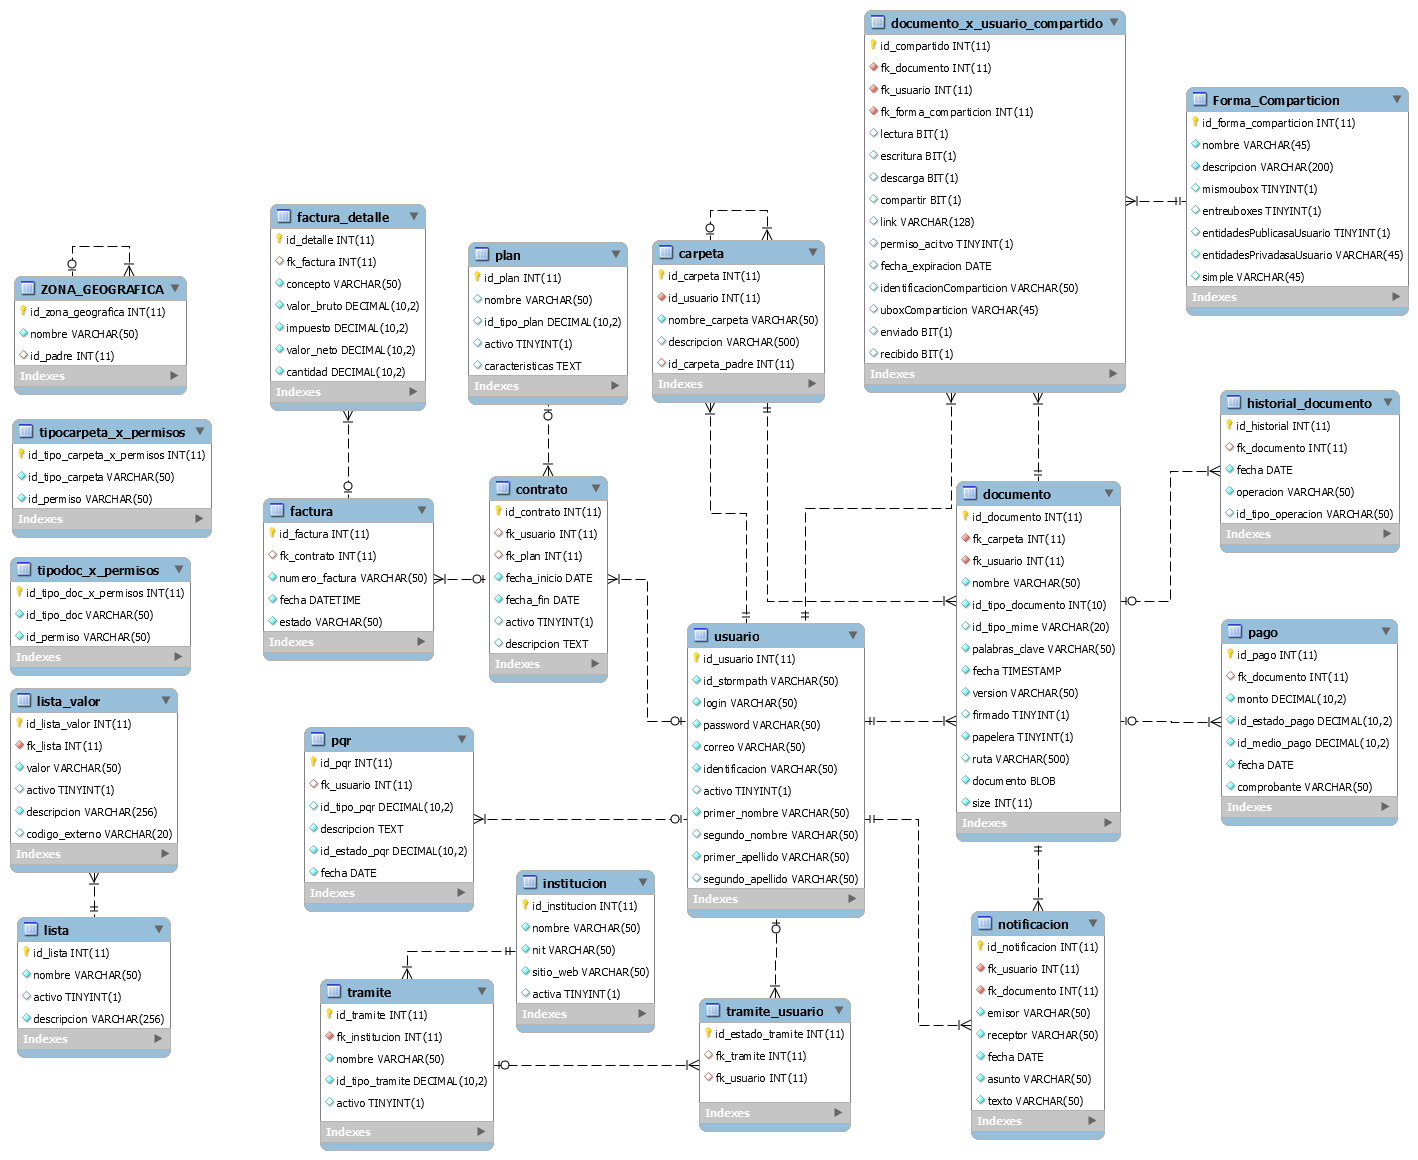 documento_x_usuario_compartido
id_compartido INT(11)
fk_documento INT(11)
fk_usuario INT(11)
fk_forma_comparticion INT(11)
lectura BIT(1)
escritura BIT(1)
descarga BIT(1)
compartir BIT(1)
link VARCHAR(128)
permiso_acitvo TINYINT(1)
fecha_expiracion DATE
identificacionComparticion VARCHAR(50)
uboxComparticion VARCHAR(45)
enviado BIT(1)
recibido BIT(1)
Indexes
Forma_Comparticion
id_forma_comparticion INT(11)
nombre VARCHAR(45)
descripcion VARCHAR(200)
mismoubox TINYINT(1)
entreuboxes TINYINT(1)
entidadesPublicasaUsuario TINYINT(1)
entidadesPrivadasaUsuario VARCHAR(45)
simple VARCHAR(45)
Indexes
factura_detalle
id_detalle INT(11)
fk_factura INT(11)
concepto VARCHAR(50)
valor_bruto DECIMAL(10,2)
impuesto DECIMAL(10,2)
valor_neto DECIMAL(10,2)
cantidad DECIMAL(10,2)
Indexes
plan
id_plan INT(11)
nombre VARCHAR(50)
id_tipo_plan DECIMAL(10,2)
activo TINYINT(1)
caracteristicas TEXT
Indexes
carpeta
id_carpeta INT(11)
id_usuario INT(11)
nombre_carpeta VARCHAR(50)
descripcion VARCHAR(500)
id_carpeta_padre INT(11)
Indexes
ZONA_GEOGRAFICA
id_zona_geografica INT(11)
nombre VARCHAR(50)
id_padre INT(11)
Indexes
tipocarpeta_x_permisos
id_tipo_carpeta_x_permisos INT(11)
id_tipo_carpeta VARCHAR(50)
id_permiso VARCHAR(50)
Indexes
factura
id_factura INT(11)
fk_contrato INT(11)
numero_factura VARCHAR(50)
fecha DATETIME
estado VARCHAR(50)
Indexes
contrato
id_contrato INT(11)
fk_usuario INT(11)
fk_plan INT(11)
fecha_inicio DATE
fecha_fin DATE
activo TINYINT(1)
descripcion TEXT
Indexes
documento
id_documento INT(11)
fk_carpeta INT(11)
fk_usuario INT(11)
nombre VARCHAR(50)
id_tipo_documento INT(10)
id_tipo_mime VARCHAR(20)
palabras_clave VARCHAR(50)
fecha TIMESTAMP
version VARCHAR(50)
firmado TINYINT(1)
papelera TINYINT(1)
ruta VARCHAR(500)
documento BLOB
size INT(11)
Indexes
historial_documento
id_historial INT(11)
fk_documento INT(11)
fecha DATE
operacion VARCHAR(50)
id_tipo_operacion VARCHAR(50)
Indexes
tipodoc_x_permisos
id_tipo_doc_x_permisos INT(11)
id_tipo_doc VARCHAR(50)
id_permiso VARCHAR(50)
Indexes
usuario
id_usuario INT(11)
id_stormpath VARCHAR(50)
login VARCHAR(50)
password VARCHAR(50)
correo VARCHAR(50)
identificacion VARCHAR(50)
activo TINYINT(1)
primer_nombre VARCHAR(50)
segundo_nombre VARCHAR(50)
primer_apellido VARCHAR(50)
segundo_apellido VARCHAR(50)
Indexes
pago
id_pago INT(11)
fk_documento INT(11)
monto DECIMAL(10,2)
id_estado_pago DECIMAL(10,2)
id_medio_pago DECIMAL(10,2)
fecha DATE
comprobante VARCHAR(50)
Indexes
lista_valor
id_lista_valor INT(11)
fk_lista INT(11)
valor VARCHAR(50)
activo TINYINT(1)
descripcion VARCHAR(256)
codigo_externo VARCHAR(20)
Indexes
pqr
id_pqr INT(11)
fk_usuario INT(11)
id_tipo_pqr DECIMAL(10,2)
descripcion TEXT
id_estado_pqr DECIMAL(10,2)
fecha DATE
Indexes
institucion
id_institucion INT(11)
nombre VARCHAR(50)
nit VARCHAR(50)
sitio_web VARCHAR(50)
activa TINYINT(1)
Indexes
lista
id_lista INT(11)
nombre VARCHAR(50)
activo TINYINT(1)
descripcion VARCHAR(256)
Indexes
notificacion
id_notificacion INT(11)
fk_usuario INT(11)
fk_documento INT(11)
emisor VARCHAR(50)
receptor VARCHAR(50)
fecha DATE
asunto VARCHAR(50)
texto VARCHAR(50)
Indexes
tramite
id_tramite INT(11)
fk_institucion INT(11)
nombre VARCHAR(50)
id_tipo_tramite DECIMAL(10,2)
activo TINYINT(1)
Indexes
tramite_usuario
id_estado_tramite INT(11)
fk_tramite INT(11)
fk_usuario INT(11)
Indexes